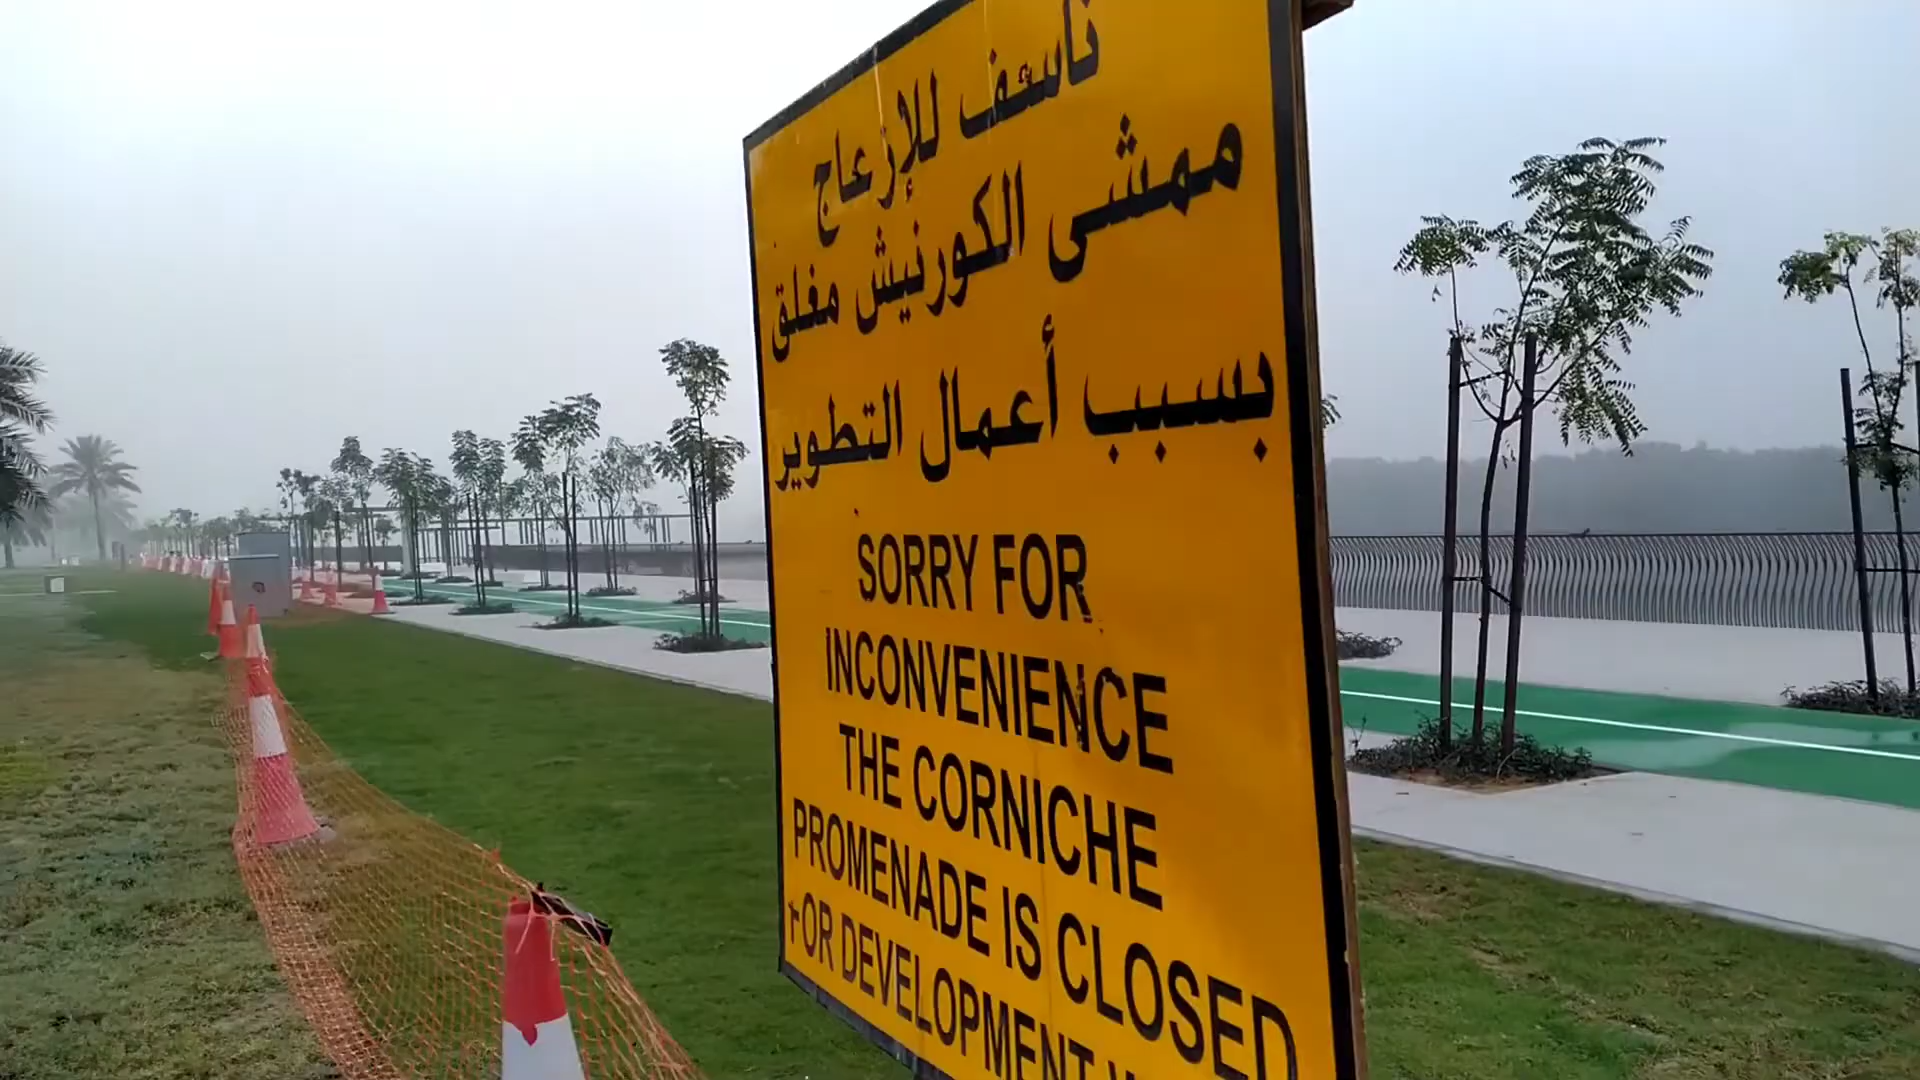 نأسف للإزعاج
ممشى الكورنيش مغلق
بسبب أعمال التطوير
SORRY FOR
INCONVENIENCE
THE CORNICHE
PROMENADE IS CLOSED
FOR DEVELOPMENT